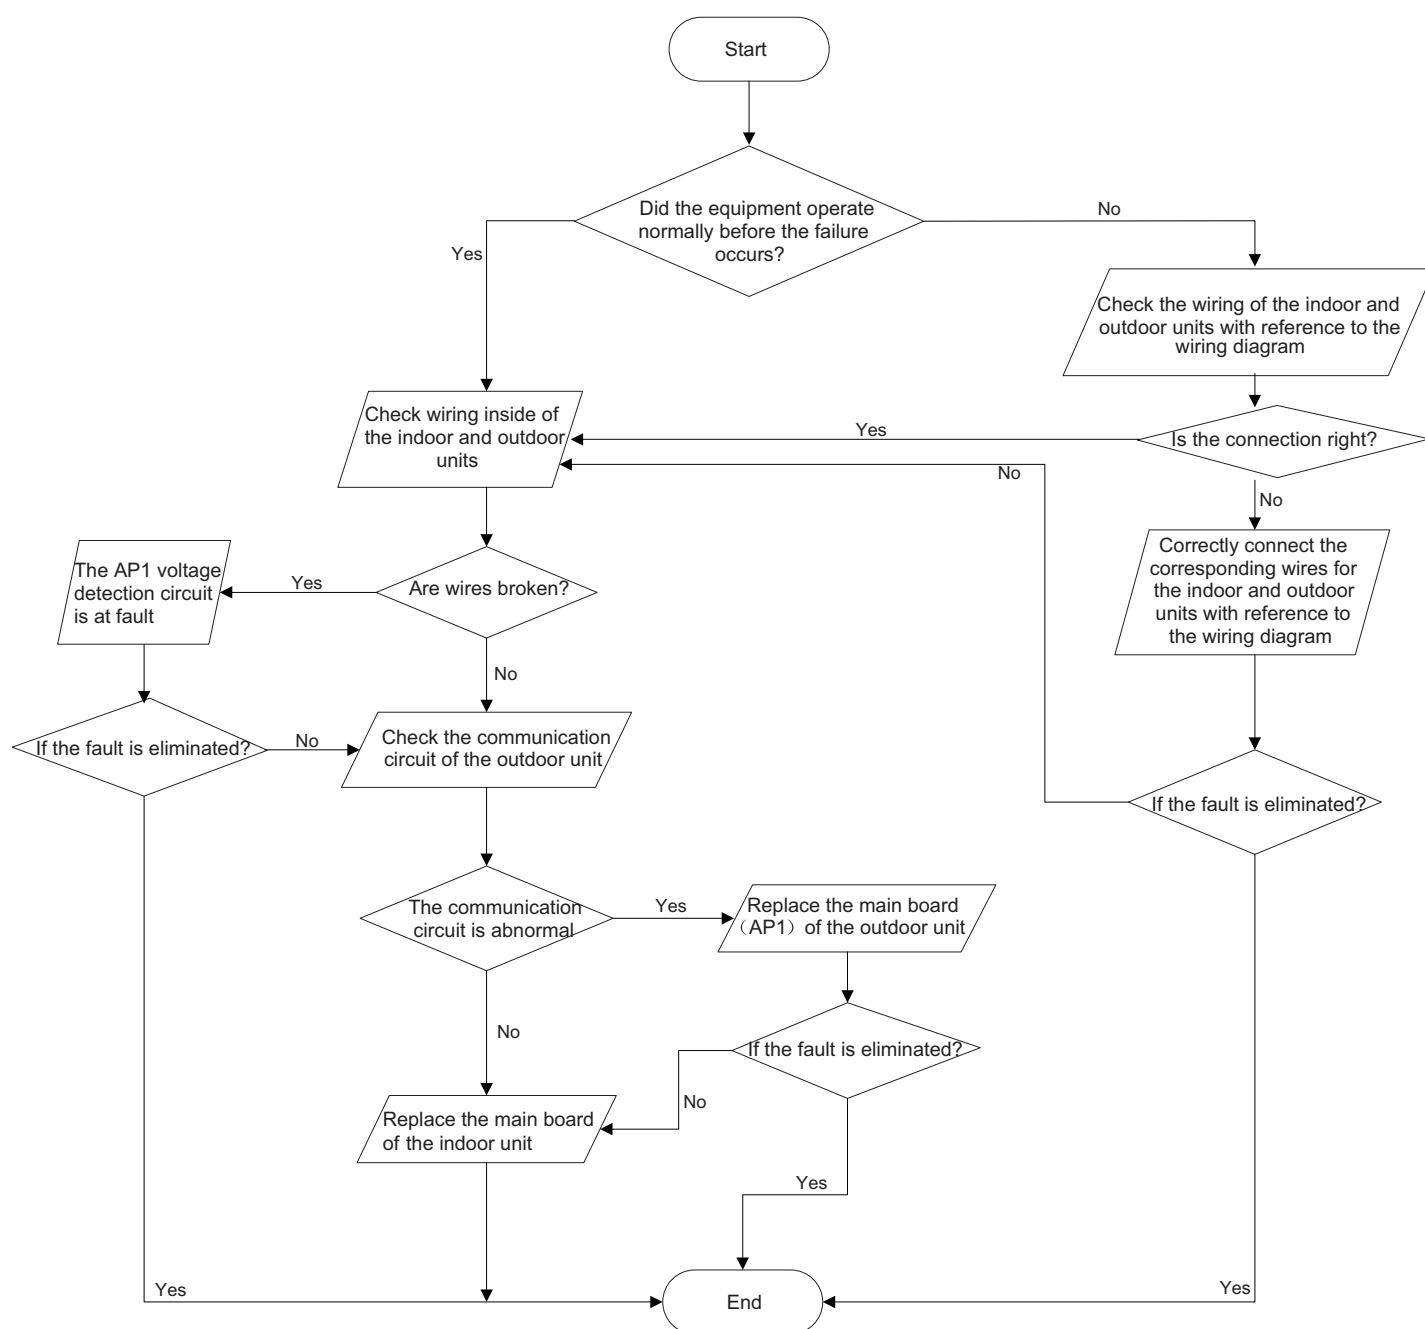 Start
Did the equipment operate
normally before the failure
occurs?
No
Yes
Check the wiring of the indoor and
outdoor units with reference to the
wiring diagram
Check wiring inside of
the indoor and outdoor
units
Yes
Is the connection right?
No
No
Correctly connect the
corresponding wires for
the indoor and outdoor
units with reference to
the wiring diagram
The AP1 voltage
detection circuit
is at fault
Yes
Are wires broken?
No
If the fault is eliminated?
No
Check the communication
circuit of the outdoor unit
If the fault is eliminated?
The communication
circuit is abnormal
Yes
Replace the main board
（AP1）of the outdoor unit
No
If the fault is eliminated?
No
Replace the main board
of the indoor unit
Yes
Yes
End
Yes